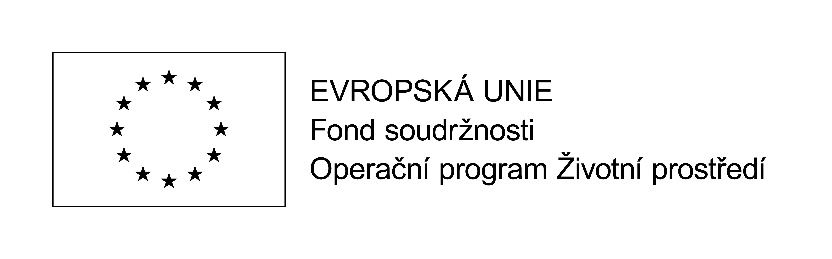 EVROPSKÁ UNIE
Fond soudržnosti
Operační program Životní prostředí